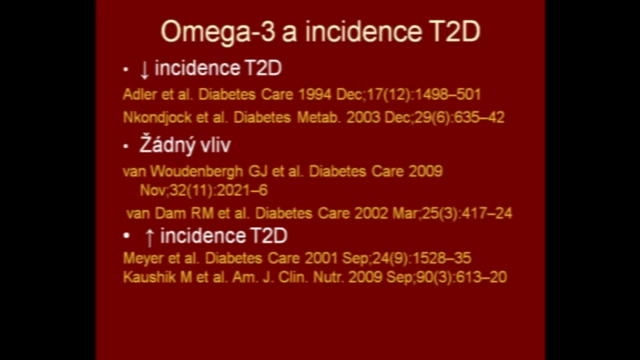 Omega-3 a incidence T2D
• ↓ incidence T2D
Adler et al. Diabetes Care 1994 Dec;17(12):1498–501
Nkondjock et al. Diabetes Metab. 2003 Dec;29(6):635–42
• Žádný vliv
van Woudenbergh GJ et al. Diabetes Care 2009
Nov;32(11):2021–6
van Dam RM et al. Diabetes Care 2002 Mar;25(3):417–24
• ↑ incidence T2D
Meyer et al. Diabetes Care 2001 Sep;24(9):1528–35
Kaushik M et al. Am. J. Clin. Nutr. 2009 Sep;90(3):613–20